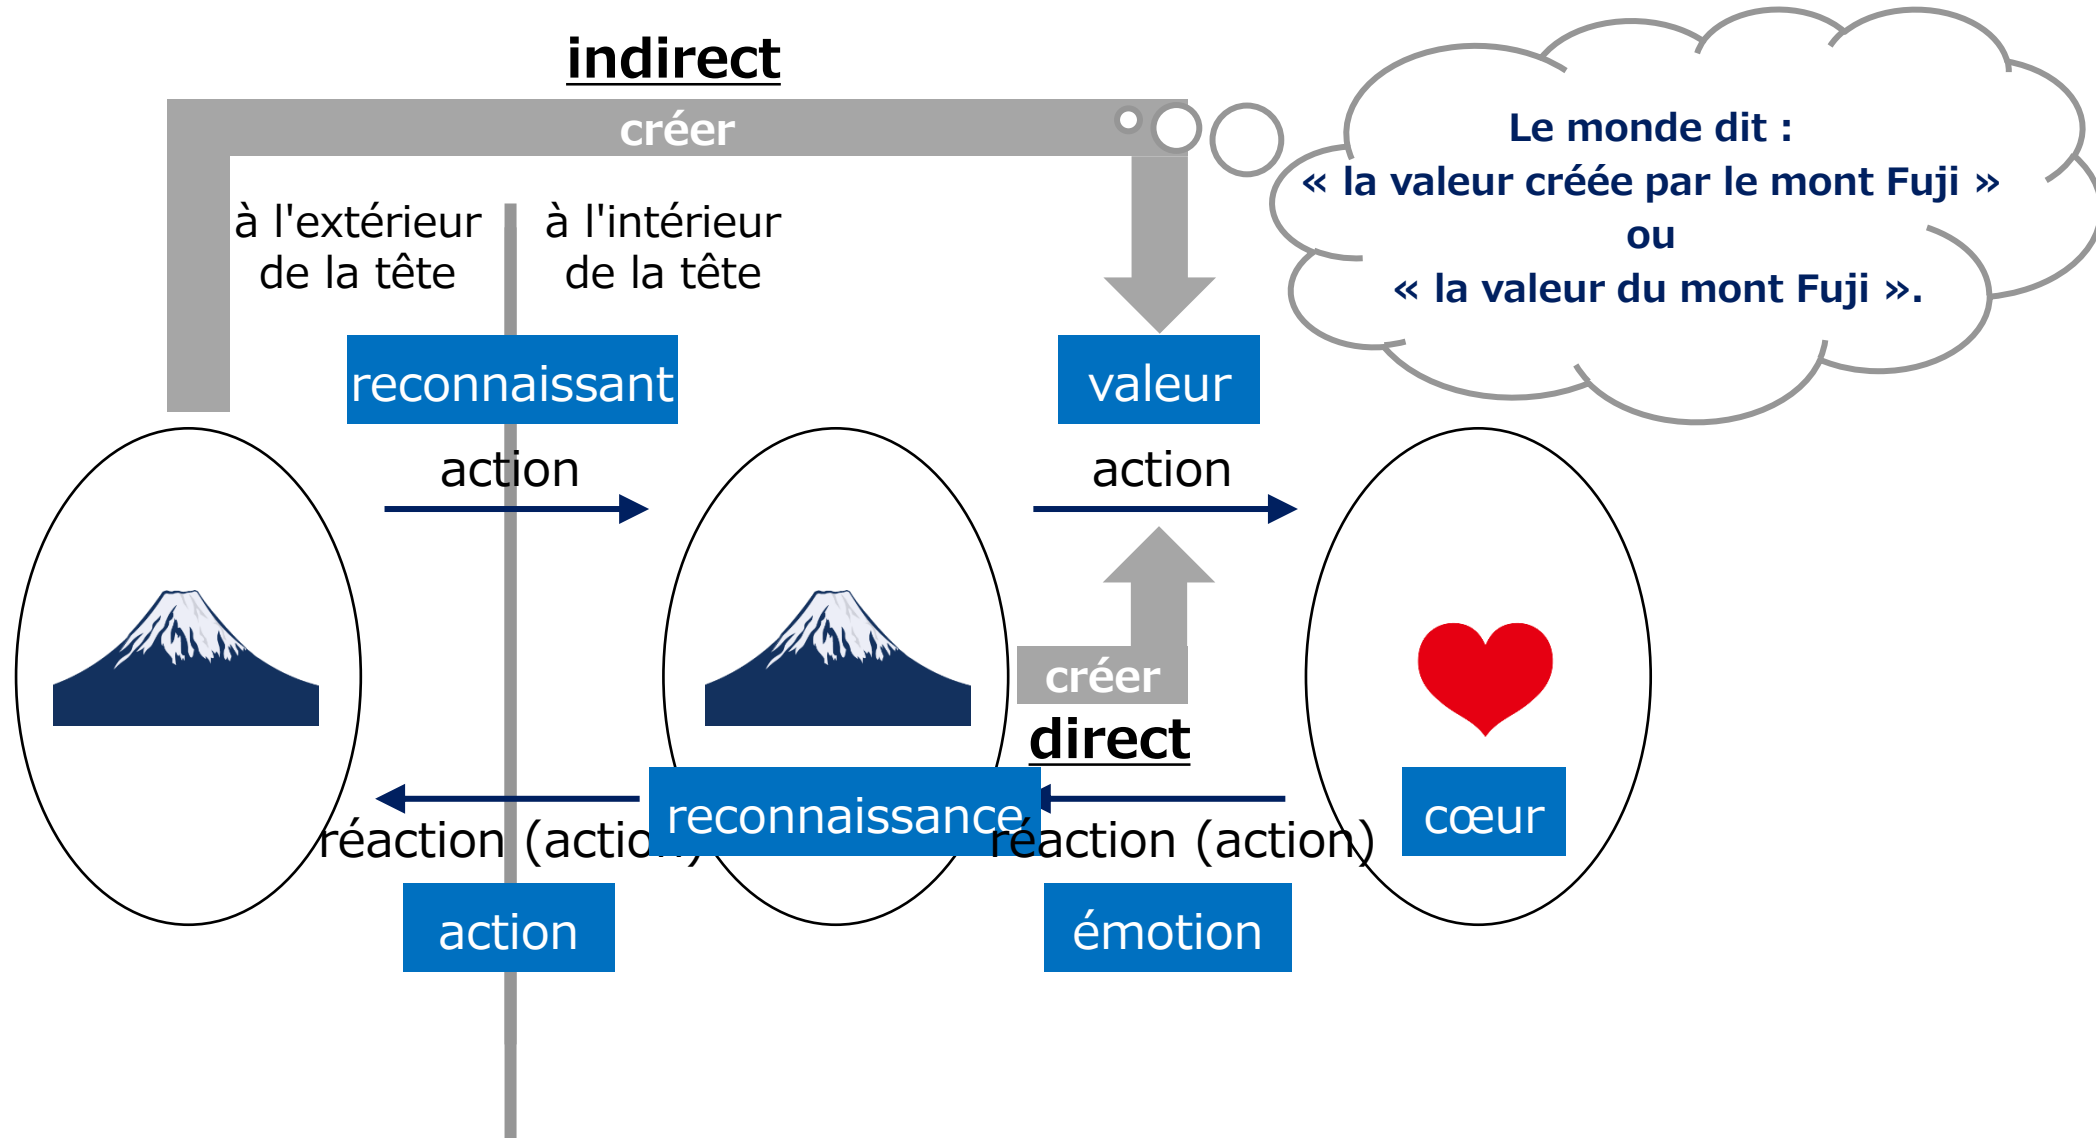 indirect
créer
Le monde dit :
« la valeur créée par le mont Fuji »
ou
« la valeur du mont Fuji ».
à l'extérieur
de la tête
à l'intérieur
de la tête
reconnaissant
valeur
action
action
créer
direct
reconnaissance
cœur
réaction (action)
réaction (action)
action
émotion